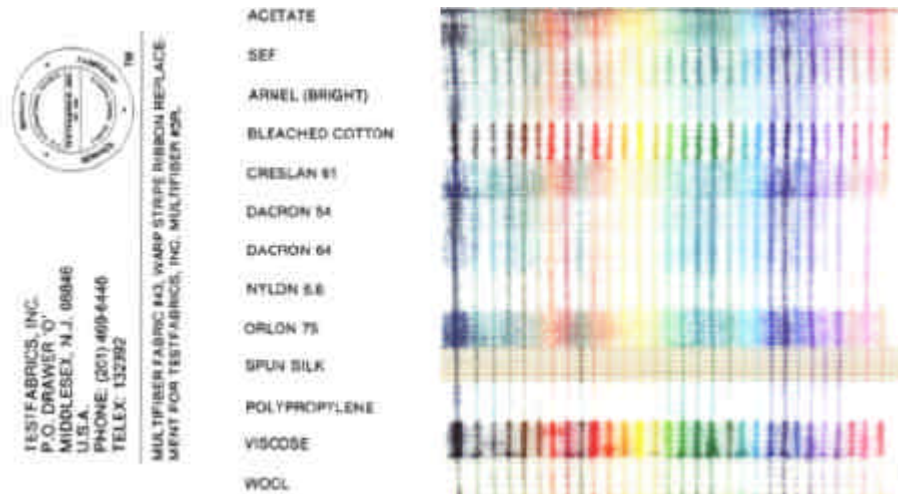 TESTFABRICS, INC.
P.O. DRAWER 'O'
MIDDLESEX, N.J. 08846
U.S.A.
PHONE: (201) 469-6446
TELEX: 132392
MULTIFIBER FABRIC #43, WARP STRIPE RIBBON REPLACE-
MENT FOR TESTFABRICS, INC. MULTIFIBER
TM
ACETATE
SEF
ARNEL (BRIGHT)
BLEACHED COTTON
CRESLAN 61
DACRON 54
DACRON 64
NYLON 6.6
ORLON 75
SPUN SILK
POLYPROPYLENE
VISCOSE
WOOL